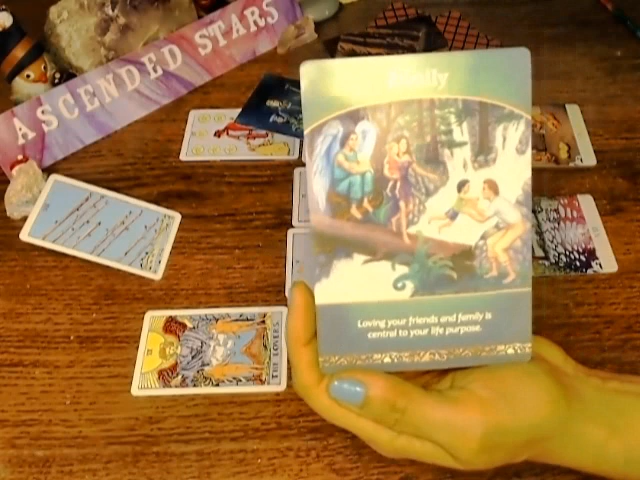 ASCENDED STARS
Family
Loving your friends and family is
central to your life purpose.
THE LOVERS